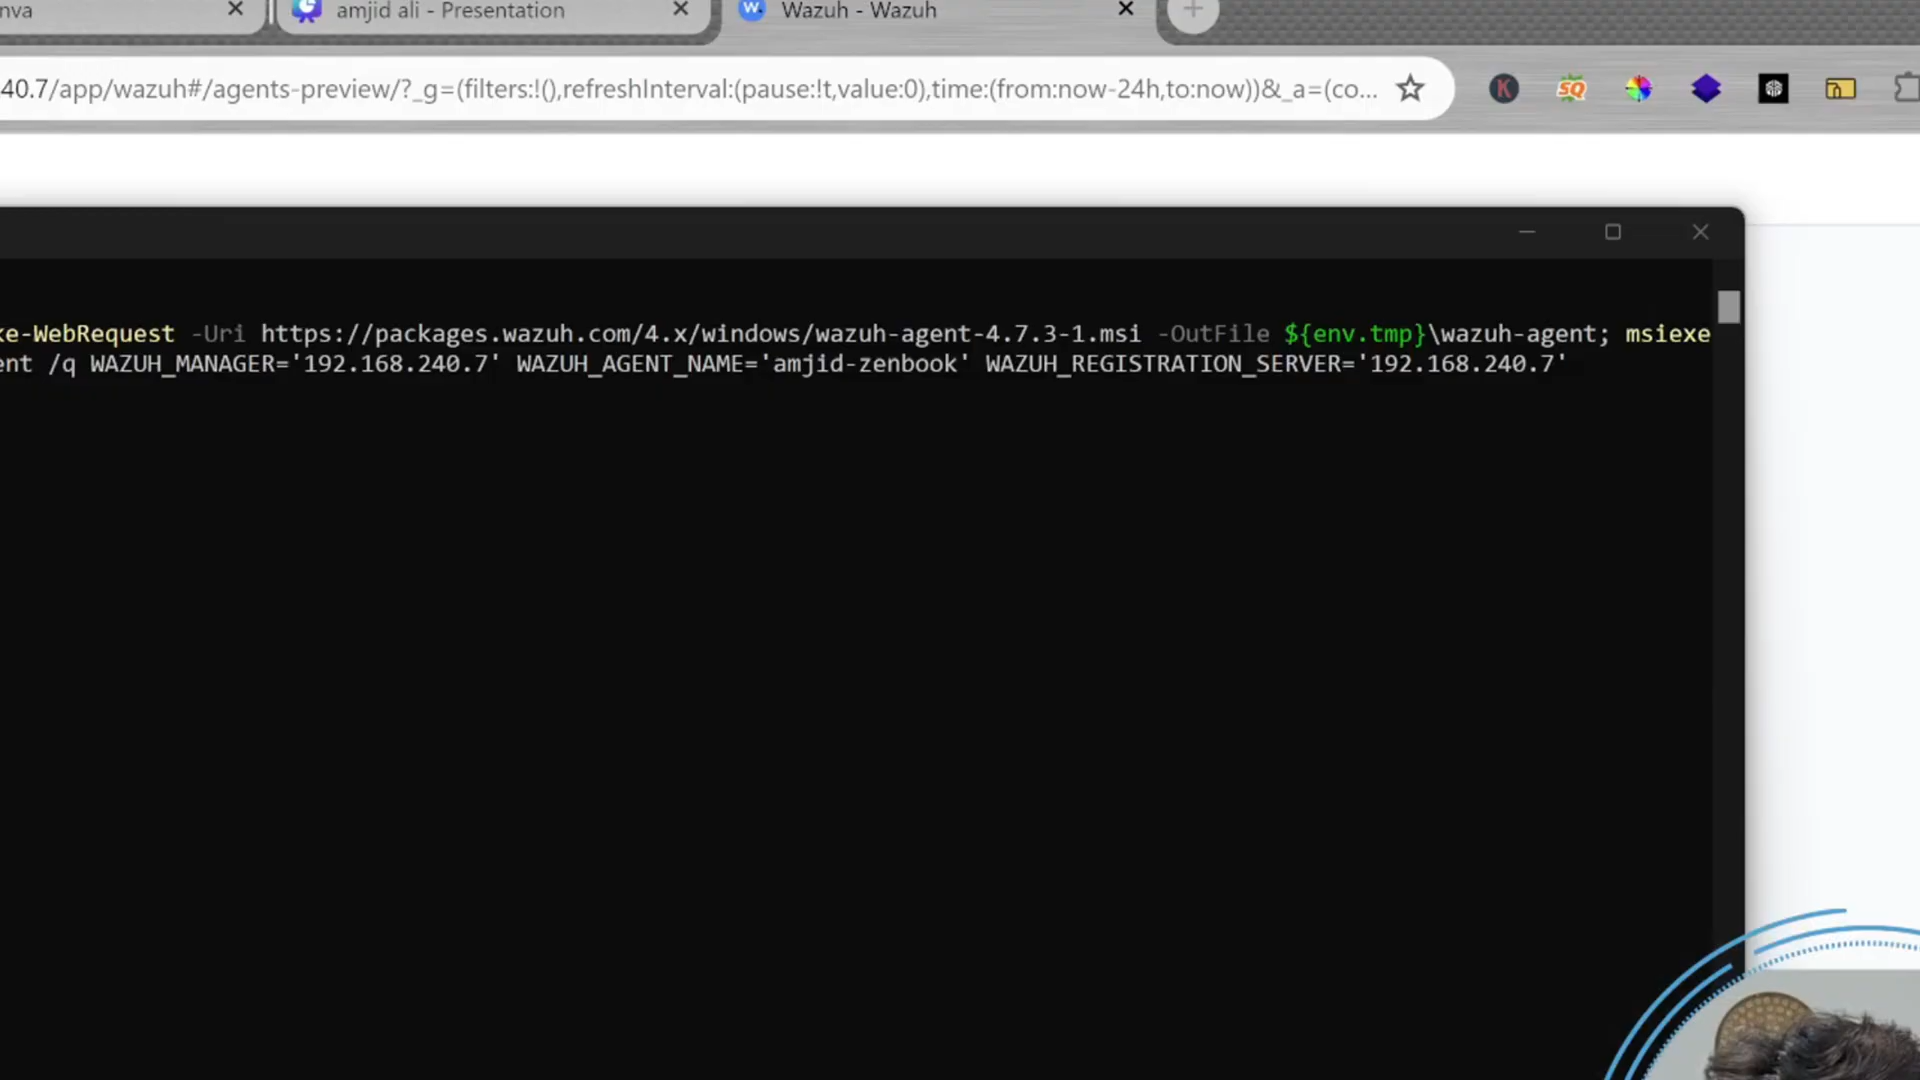 nva
amjid ali - Presentation
Wazuh - Wazuh
40.7/app/wazuh#/agents-preview/?_g=(filters:!(),refreshInterval:(pause:!t,value:0),time:(from:now-24h,to:now))&_a=(co...
K
SQ
ke-WebRequest -Uri https://packages.wazuh.com/4.x/windows/wazuh-agent-4.7.3-1.msi -OutFile ${env.tmp}\wazuh-agent; msiexe
ent /q WAZUH_MANAGER='192.168.240.7' WAZUH_AGENT_NAME='amjid-zenbook' WAZUH_REGISTRATION_SERVER='192.168.240.7'